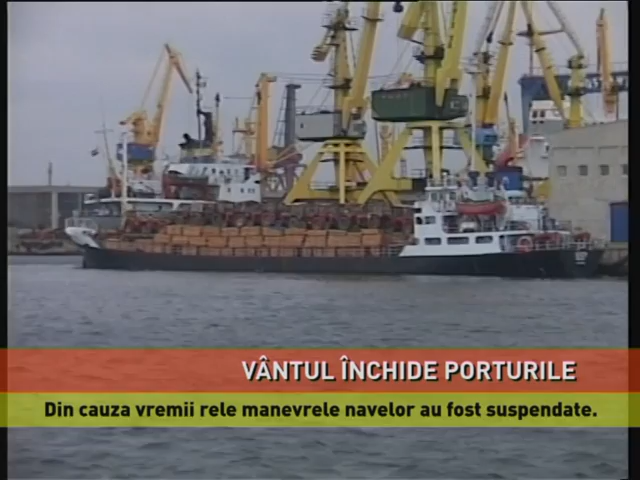 VÂNTUL ÎNCHIDE PORTURILE
Din cauza vremii rele manevrele navelor au fost suspendate.